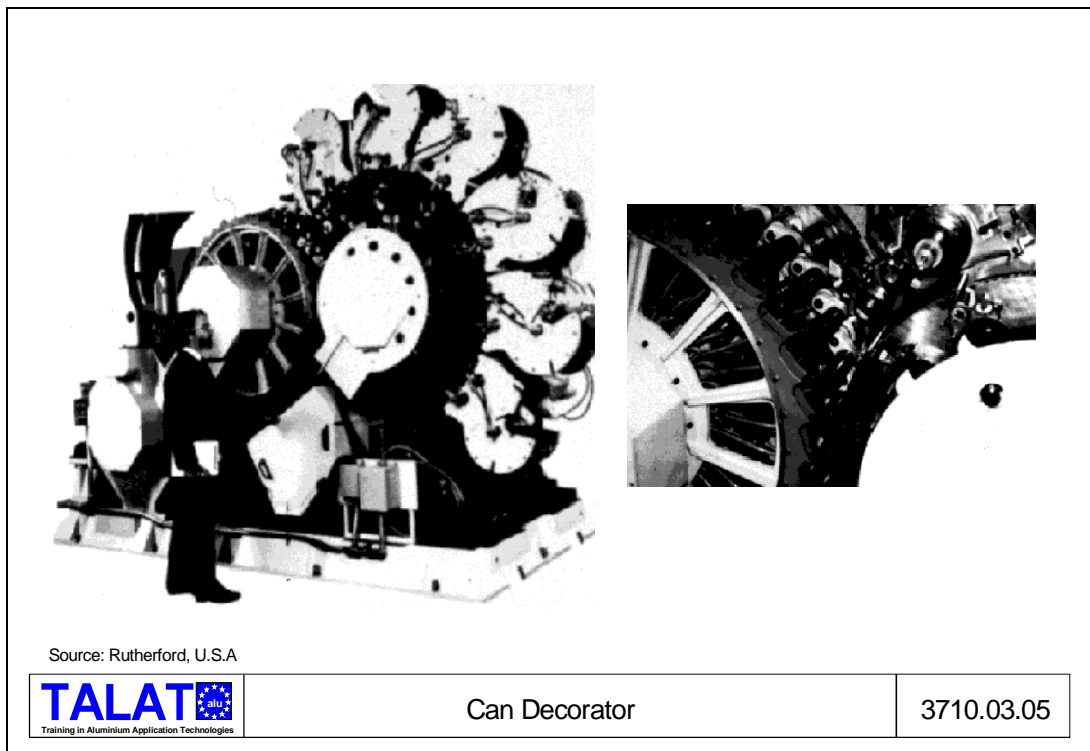 Source: Rutherford, U.S.A
TALAT
alu
Training in Aluminium Application Technologies
Can Decorator
3710.03.05